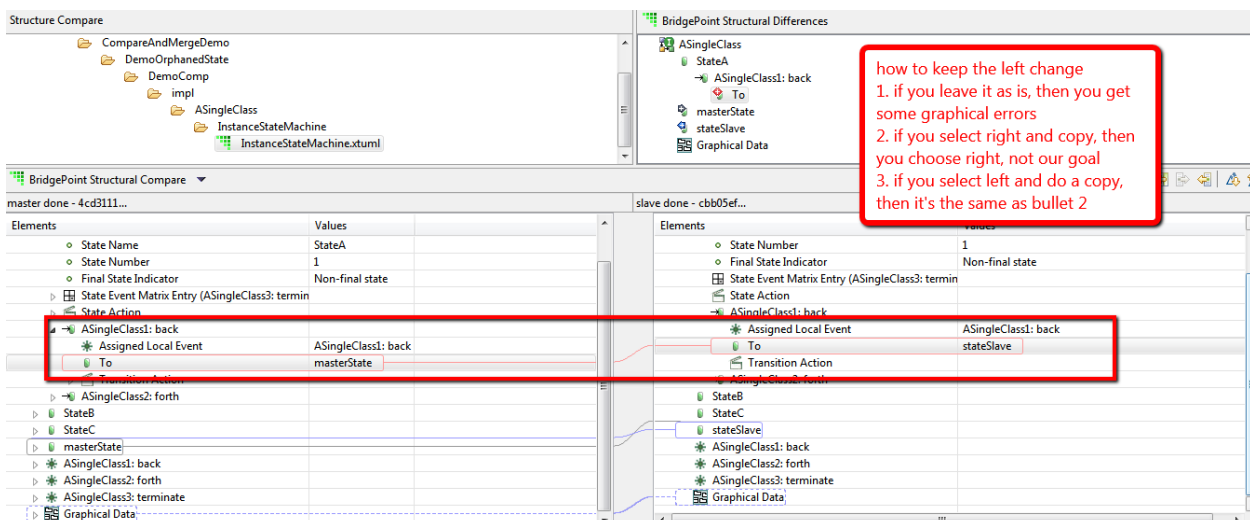 Structure Compare
CompareAndMergeDemo
DemoOrphanedState
DemoComp
impl
ASingleClass
InstanceStateMachine
InstanceStateMachine.xtuml
BridgePoint Structural Differences
ASingleClass
StateA
ASingleClass1: back
To
masterState
stateSlave
Graphical Data
how to keep the left change
1. if you leave it as is, then you get
some graphical errors
2. if you select right and copy, then
you choose right, not our goal
3. if you select left and do a copy,
then it's the same as bullet 2
BridgePoint Structural Compare
master done - 4cd3111...
Elements Values
State Name StateA
State Number 1
Final State Indicator Non-final state
State Event Matrix Entry (ASingleClass3: termin
State Action
ASingleClass1: back
Assigned Local Event ASingleClass1: back
To masterState
Transition Action
ASingleClass2: forth
StateB
StateC
masterState
ASingleClass1: back
ASingleClass2: forth
ASingleClass3: terminate
Graphical Data
slave done - cbb05ef...
Elements Values
State Number 1
Final State Indicator Non-final state
State Event Matrix Entry (ASingleClass3: termin
State Action
ASingleClass1: back
Assigned Local Event ASingleClass1: back
To stateSlave
Transition Action
ASingleClass2: forth
StateB
StateC
stateSlave
ASingleClass1: back
ASingleClass2: forth
ASingleClass3: terminate
Graphical Data